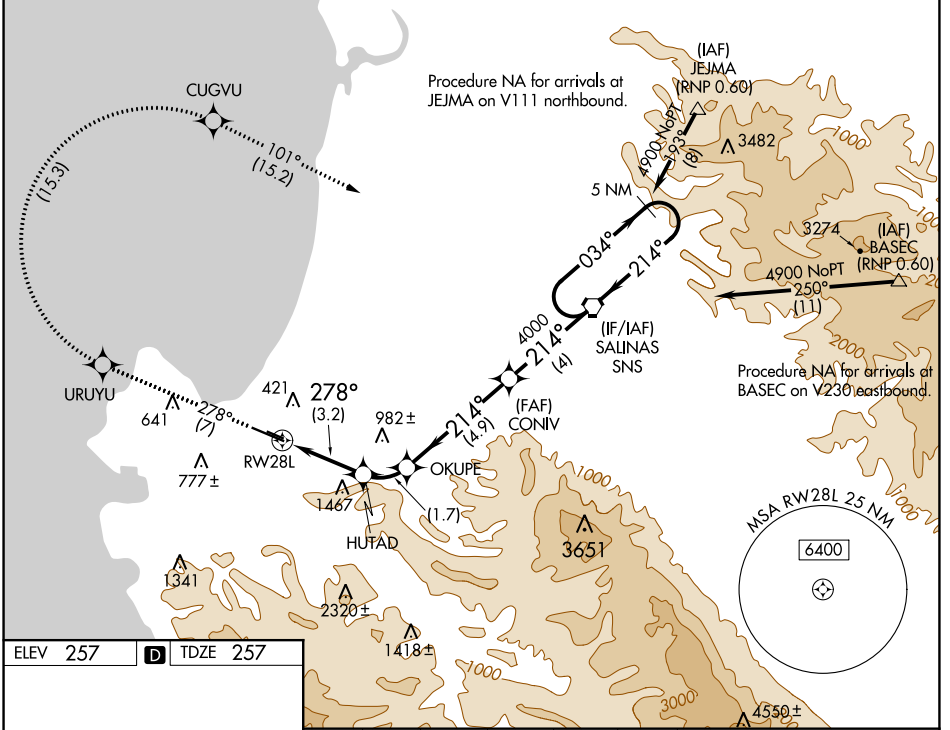 (IAF)
JEJMA
(RNP 0.60)
Procedure NA for arrivals at
JEJMA on V111 northbound.
CUGVU
101°
(15.2)
(15.3)
4900 NoPT
193°
(8)
3482
1000
5 NM
034°
214°
3274
(IAF)
BASEC
(RNP 0.60)
4900 NoPT
250°
(11)
2000
4000
214°
(4)
(IF/IAF)
SALINAS
SNS
Procedure NA for arrivals at
BASEC on V230 eastbound.
URUYU
641
278°
(7)
421
278°
(3.2)
982±
214°
(4.9)
(FAF)
CONIV
RW28L
777±
OKUPE
1467
(1.7)
HUTAD
1000
1000
3651
MSA RW28L 25 NM
6400
1341
2320±
1418±
1000
3000
4550±
ELEV 257 D TDZE 257